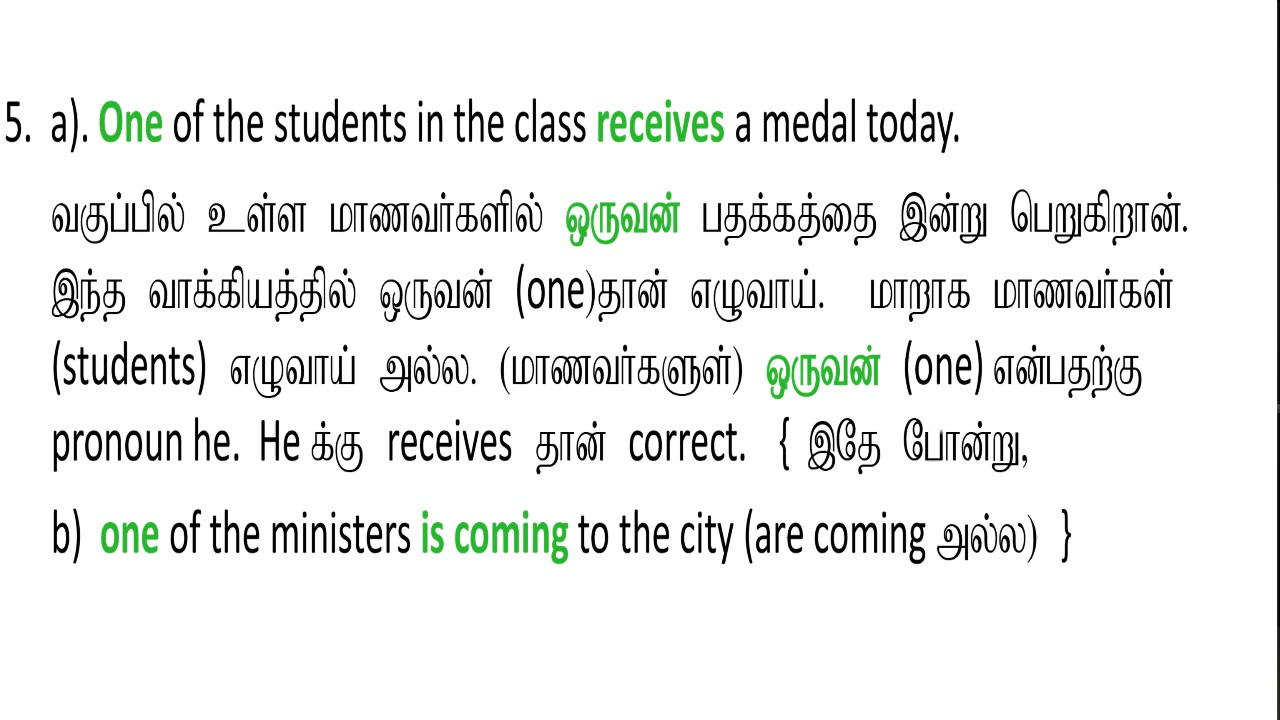 5. a). One of the students in the class receives a medal today.
வகுப்பில் உள்ள மாணவர்களில் ஒருவன் பதக்கத்தை இன்று பெறுகிறான்.
இந்த வாக்கியத்தில் ஒருவன் (one)தான் எழுவாய். மாறாக மாணவர்கள்
(students) எழுவாய் அல்ல. (மாணவர்களுள்) ஒருவன் (one) என்பதற்கு
pronoun he. He க்கு receives தான் correct. { இதே போன்று,
b) one of the ministers is coming to the city (are coming அல்ல) }